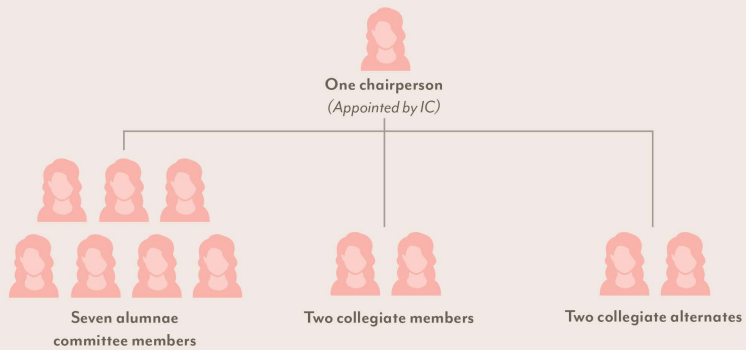 One chairperson
(Appointed by IC)
Seven alumnae
committee members
Two collegiate members
Two collegiate alternates